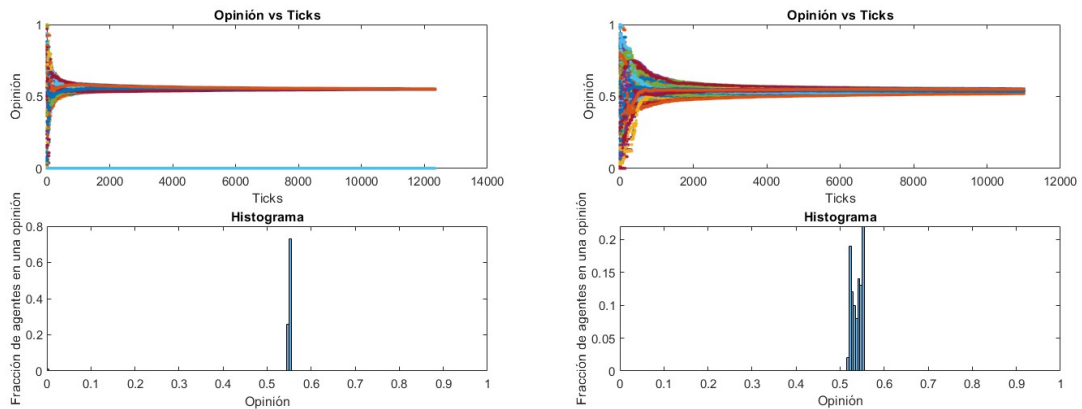 Opinión vs Ticks
1
0.5
0
Opinión
0 2000 4000 6000 8000 10000 12000 14000
Ticks
Histograma
0.8
0.6
0.4
0.2
0
Fracción de agentes en una opinión
0 0.1 0.2 0.3 0.4 0.5 0.6 0.7 0.8 0.9 1
Opinión
Opinión vs Ticks
1
0.5
0
Opinión
0 2000 4000 6000 8000 10000 12000
Ticks
Histograma
0.2
0.15
0.1
0.05
0
Fracción de agentes en una opinión
0 0.1 0.2 0.3 0.4 0.5 0.6 0.7 0.8 0.9 1
Opinión